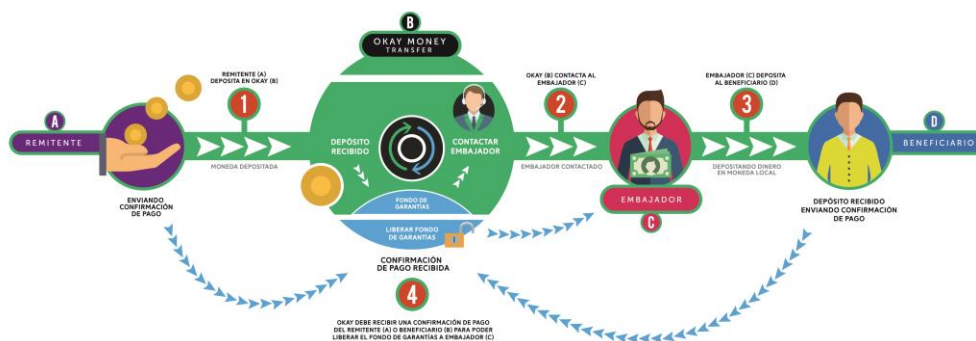 B
OKAY MONEY
TRANSFER
REMITENTE (A)
DEPOSITA EN OKAY (B)
1
OKAY (B) CONTACTA AL
EMBAJADOR (C)
2
EMBAJADOR (C) DEPOSITA
AL BENEFICIARIO (D)
3
A
REMITENTE
MONEDA DEPOSITADA
DEPÓSITO
RECIBIDO
CONTACTAR
EMBAJADOR
EMBAJADOR CONTACTADO
DEPOSITANDO DINERO
EN MONEDA LOCAL
D
BENEFICIARIO
ENVIANDO
CONFIRMACIÓN
DE PAGO
FONDO DE
GARANTÍAS
LIBERAR FONDO
DE GARANTÍAS
EMBAJADOR
C
DEPÓSITO RECIBIDO
ENVIANDO CONFIRMACIÓN
DE PAGO
CONFIRMACIÓN
DE PAGO RECIBIDA
4
OKAY DEBE RECIBIR UNA CONFIRMACIÓN DE PAGO
DEL REMITENTE (A) O BENEFICIARIO (B) PARA PODER
LIBERAR EL FONDO DE GARANTÍAS A EMBAJADOR (C)